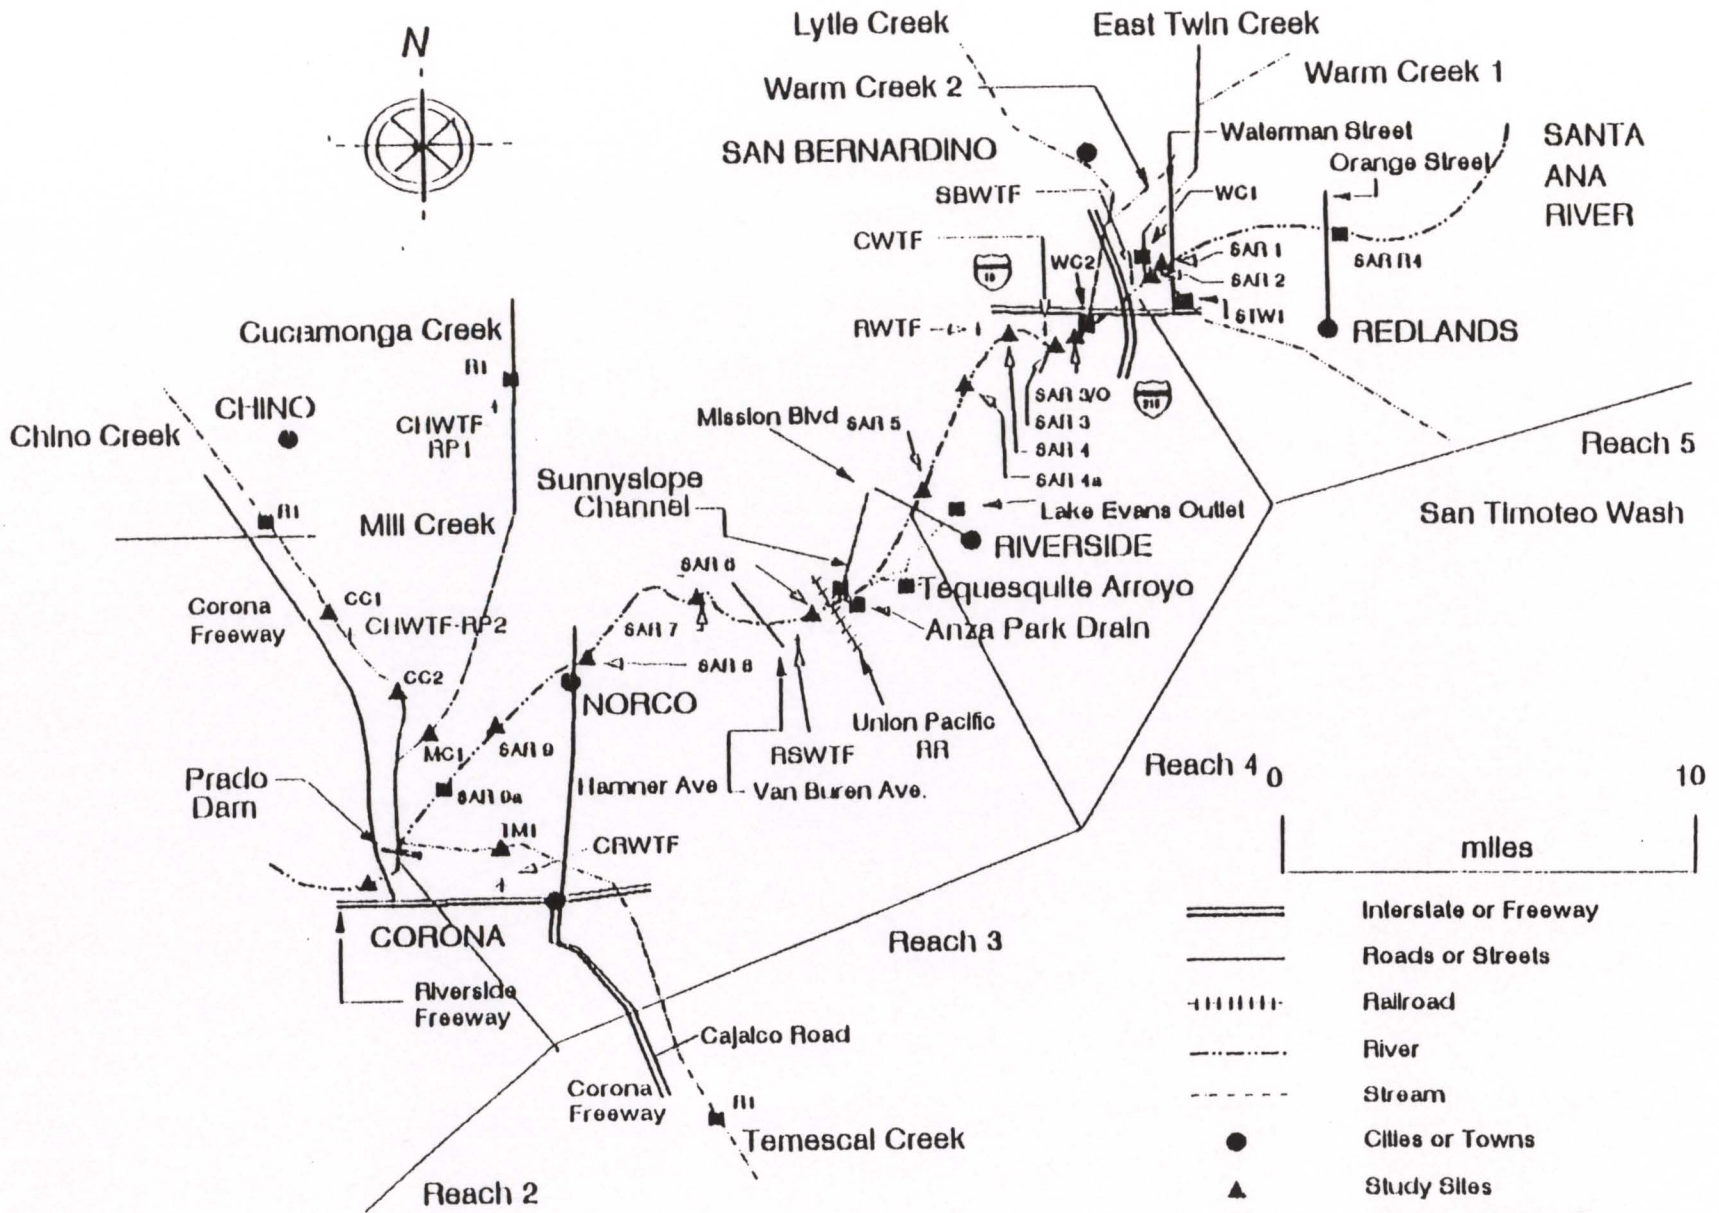 N
Lytle Creek
East Twin Creek
Warm Creek 2
Warm Creek 1
SAN BERNARDINO
Waterman Street
Orange Street
SANTA
ANA
RIVER
SBWTF
WC1
CWTF
WC2
SAR 1
SAR 2
SAR R4
10
RWTF
REDLANDS
Cucamonga Creek
R1
CHINO
CHWTF
RP1
Chino Creek
SAR 3/O
SAR 3
SAR 4
SAR 4a
Mission Blvd
SAR 5
Reach 5
Sunnyslope
Channel
Lake Evans Outlet
San Timoteo Wash
R1
Mill Creek
RIVERSIDE
SAR 6
Tequesquite Arroyo
Corona
Freeway
CC1
CHWTF-RP2
SAR 7
Anza Park Drain
CC2
SAR 8
NORCO
MC1
SAR 9
RSWTF
Union Pacific
RR
Prado
Dam
SAR 9a
Hamner Ave
Van Buren Ave.
Reach 4
0
10
TM1
CRWTF
miles
CORONA
Reach 3
Interstate or Freeway
Roads or Streets
Riverside
Freeway
Railroad
Cajalco Road
River
Corona
Freeway
R1
Stream
Temescal Creek
Cities or Towns
Reach 2
Study Sites